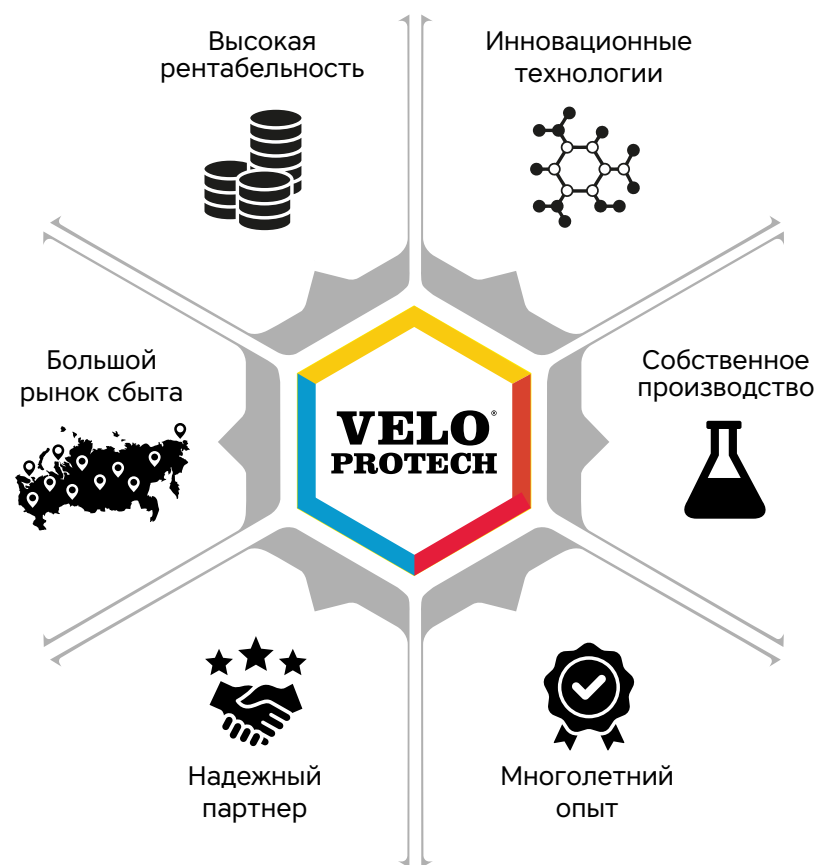 Высокая
рентабельность
Инновационные
технологии
Большой
рынок сбыта
VELO®
PROTECH
Собственное
производство
Надежный
партнер
Многолетний
опыт